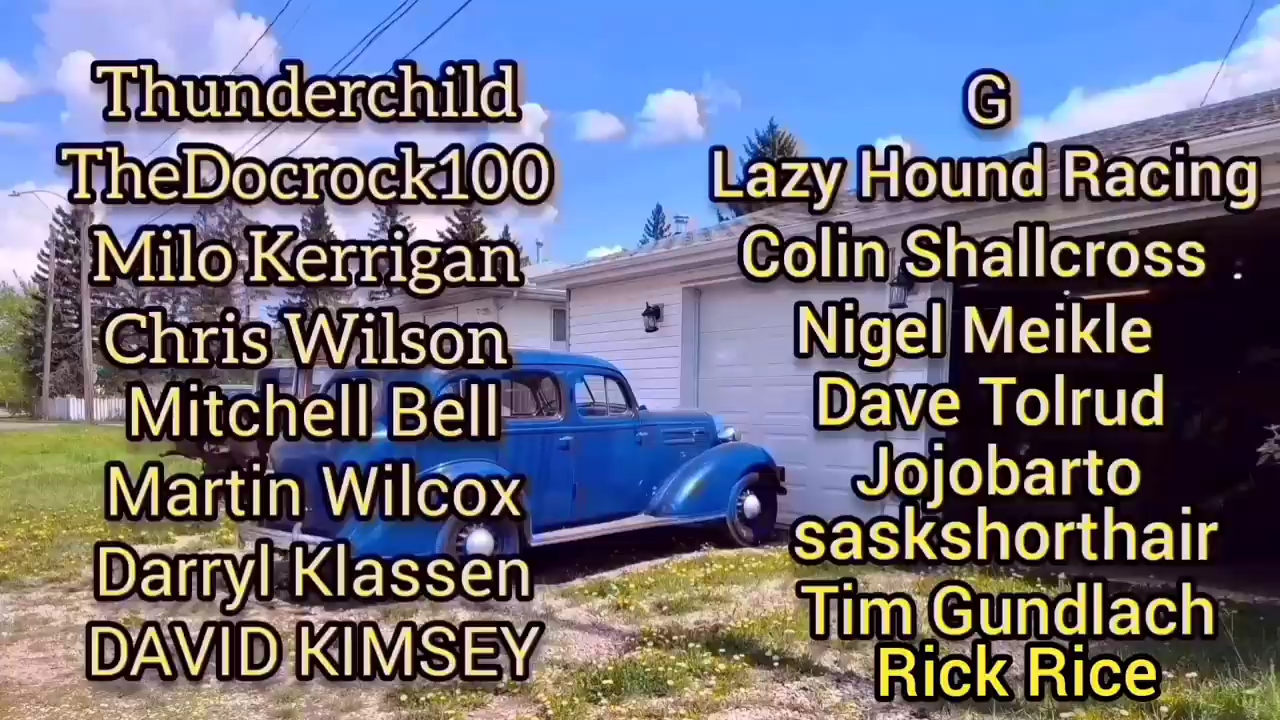 Thunderchild
TheDocrock100
Milo Kerrigan
Chris Wilson
Mitchell Bell
Martin Wilcox
Darryl Klassen
DAVID KIMSEY
G
Lazy Hound Racing
Colin Shallcross
Nigel Meikle
Dave Tolrud
Jojobarto
saskshorthair
Tim Gundlach
Rick Rice